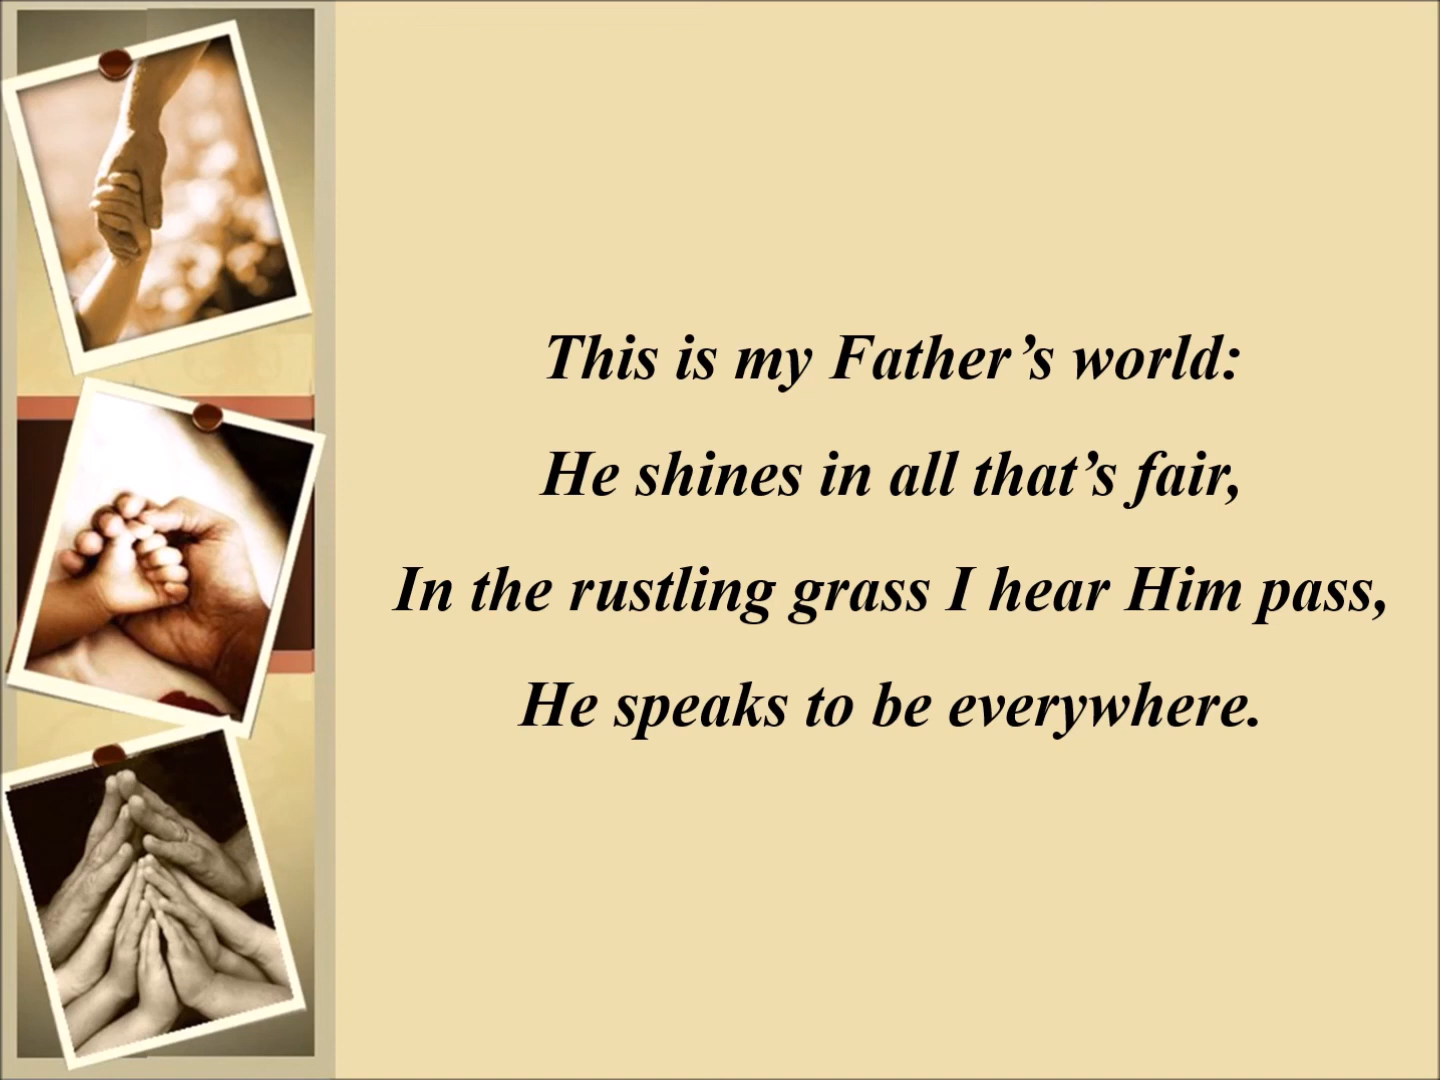 This is my Father’s world:
He shines in all that’s fair,
In the rustling grass I hear Him pass,
He speaks to be everywhere.